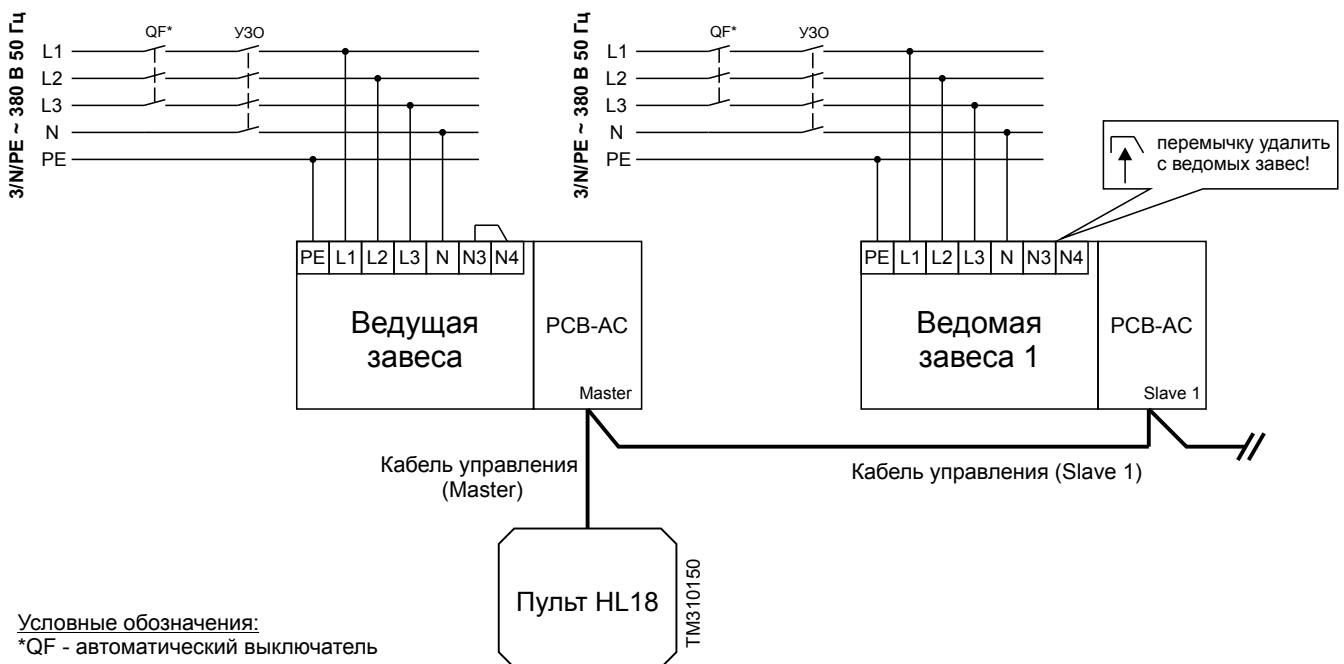 3/N/PE ~ 380 В 50 Гц
QF*
УЗО
L1
L2
L3
N
PE
3/N/PE ~ 380 В 50 Гц
QF*
УЗО
L1
L2
L3
N
PE
перемычку удалить
с ведомых завес!
PE L1 L2 L3 N N3 N4
Ведущая
завеса
PCB-AC
Master
PE L1 L2 L3 N N3 N4
Ведомая
завеса 1
PCB-AC
Slave 1
Кабель управления
(Master)
Кабель управления (Slave 1)
Пульт HL18
TM310150
Условные обозначения:
*QF - автоматический выключатель